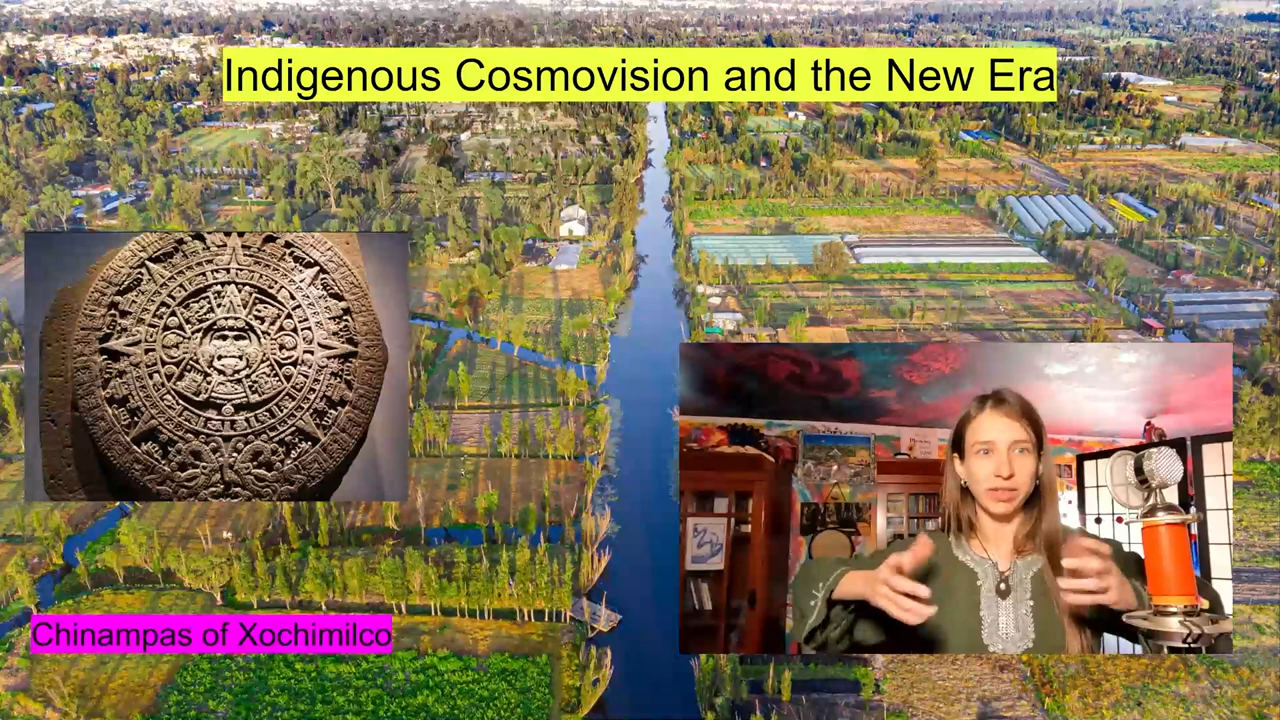 Indigenous Cosmovision and the New Era
Chinampas of Xochimilco